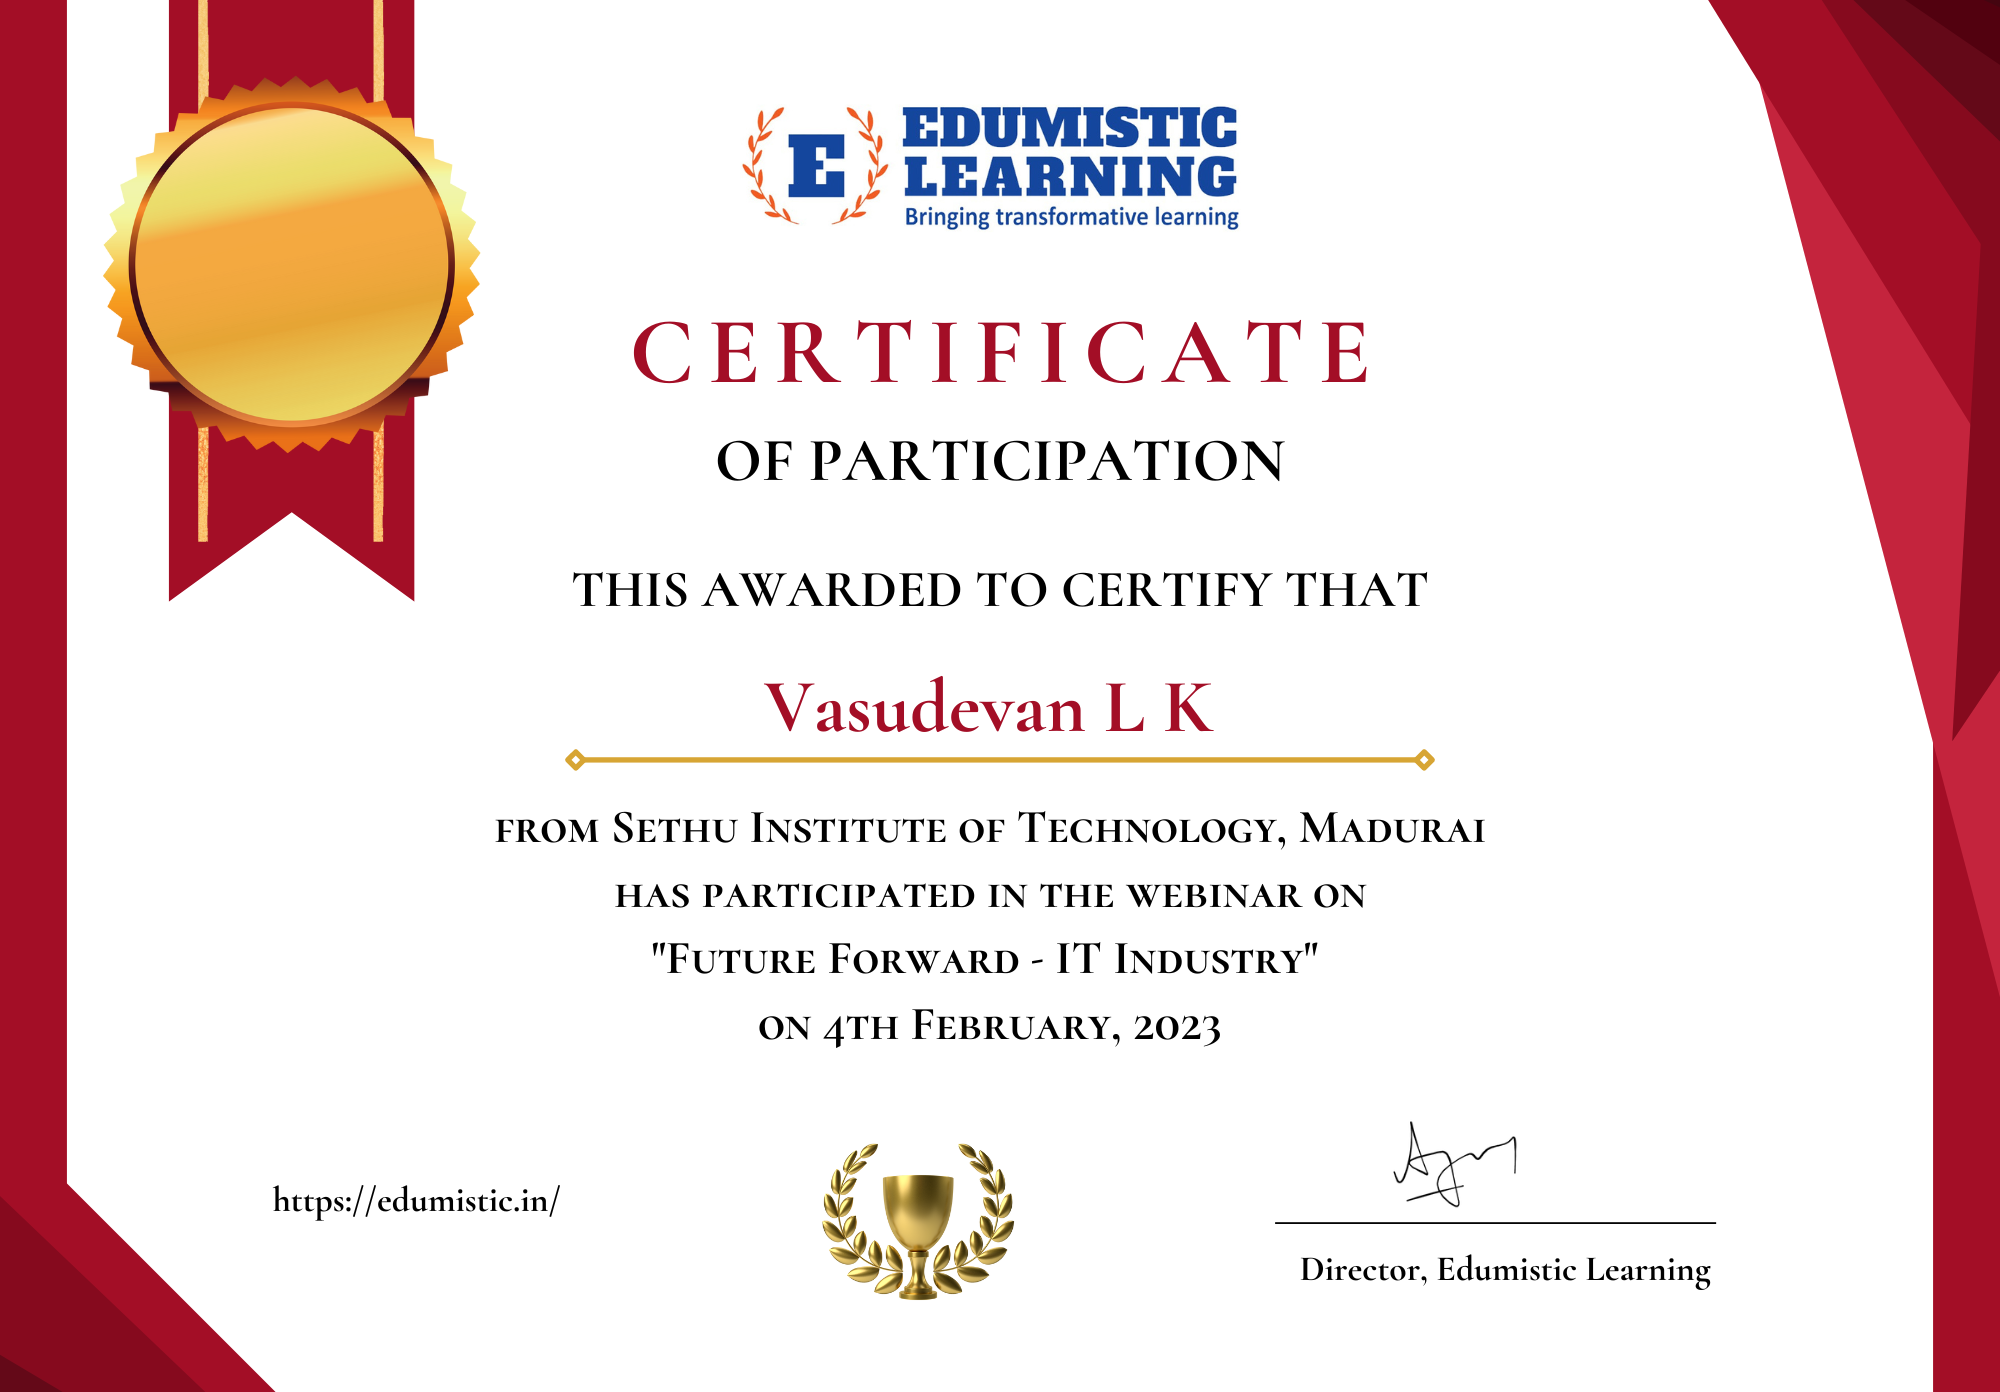 E
EDUMISTIC
LEARNING
Bringing transformative learning
CERTIFICATE
OF PARTICIPATION
THIS AWARDED TO CERTIFY THAT
Vasudevan L K
from Sethu Institute of Technology, Madurai
has participated in the webinar on
"Future Forward - IT Industry"
on 4th February, 2023
https://edumistic.in/
Director, Edumistic Learning